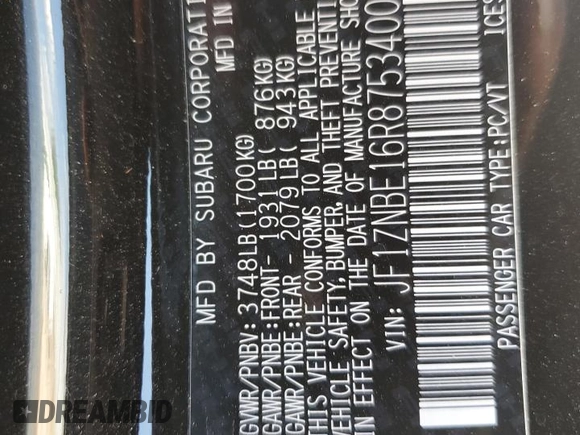 MFD BY SUBARU CORPORATI
MFD IN
GVWR/PNBV: 3748LB(1700KG)
GAWR/PNBE:FRONT- 1931LB( 876KG)
GAWR/PNBE:REAR - 2079LB( 943KG)
THIS VEHICLE CONFORMS TO ALL APPLICABLE
VEHICLE SAFETY, BUMPER, AND THEFT PREVENTI
IN EFFECT ON THE DATE OF MANUFACTURE SHO
VIN: JF1ZNBE16R8753400
PASSENGER CAR TYPE:PC/VT ICES
DREAMBID